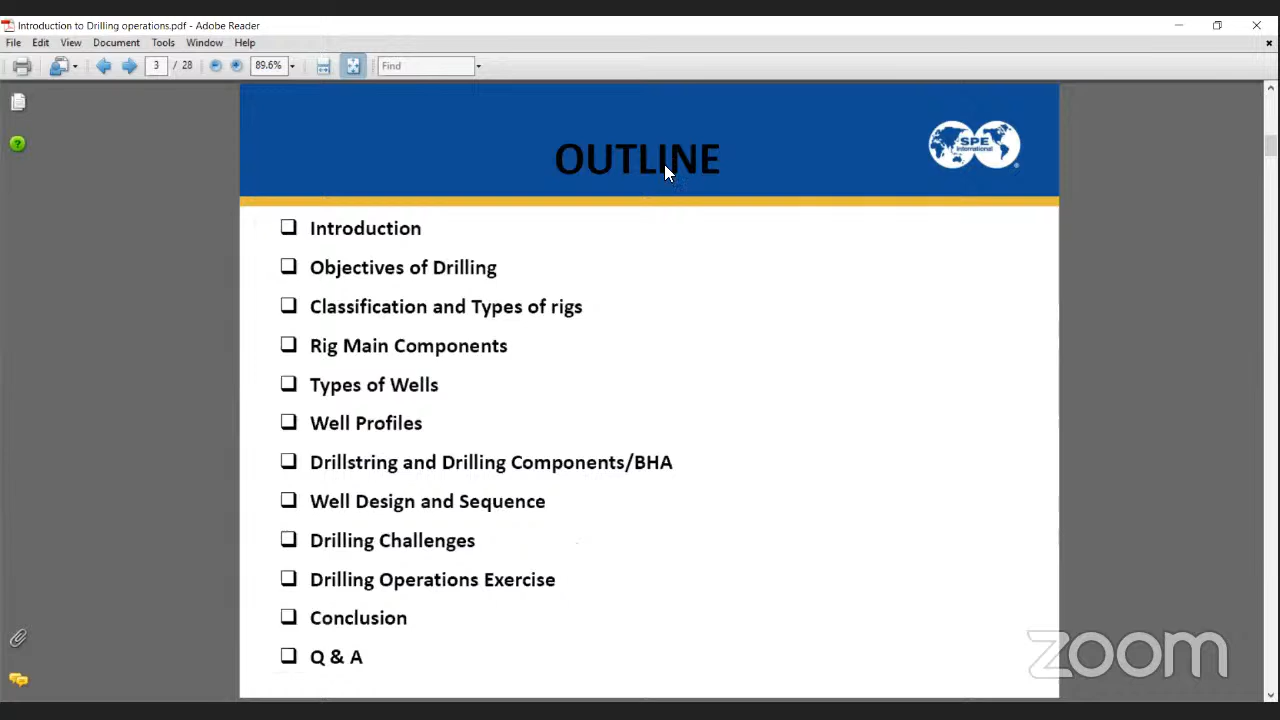 Introduction to Drilling operations.pdf - Adobe Reader
File Edit View Document Tools Window Help
3 / 28 89.6% Find
OUTLINE
SPE
International
Introduction
Objectives of Drilling
Classification and Types of rigs
Rig Main Components
Types of Wells
Well Profiles
Drillstring and Drilling Components/BHA
Well Design and Sequence
Drilling Challenges
Drilling Operations Exercise
Conclusion
Q & A
zoom